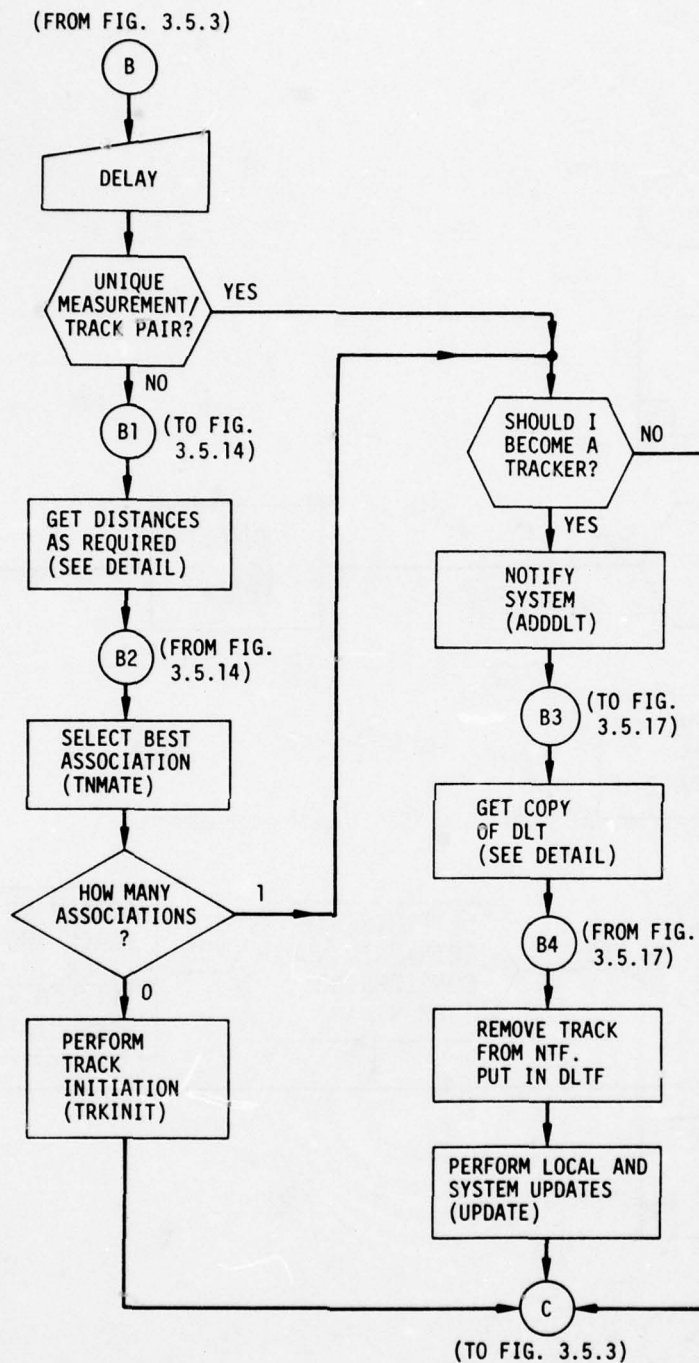 (FROM FIG. 3.5.3)
B
DELAY
UNIQUE
MEASUREMENT/
TRACK PAIR?
YES
NO
B1
(TO FIG.
3.5.14)
GET DISTANCES
AS REQUIRED
(SEE DETAIL)
B2
(FROM FIG.
3.5.14)
SELECT BEST
ASSOCIATION
(TNMATE)
HOW MANY
ASSOCIATIONS
?
1
0
PERFORM
TRACK
INITIATION
(TRKINIT)
SHOULD I
BECOME A
TRACKER?
NO
YES
NOTIFY
SYSTEM
(ADDDLT)
B3
(TO FIG.
3.5.17)
GET COPY
OF DLT
(SEE DETAIL)
B4
(FROM FIG.
3.5.17)
REMOVE TRACK
FROM NTF.
PUT IN DLTF
PERFORM LOCAL AND
SYSTEM UPDATES
(UPDATE)
C
(TO FIG. 3.5.3)